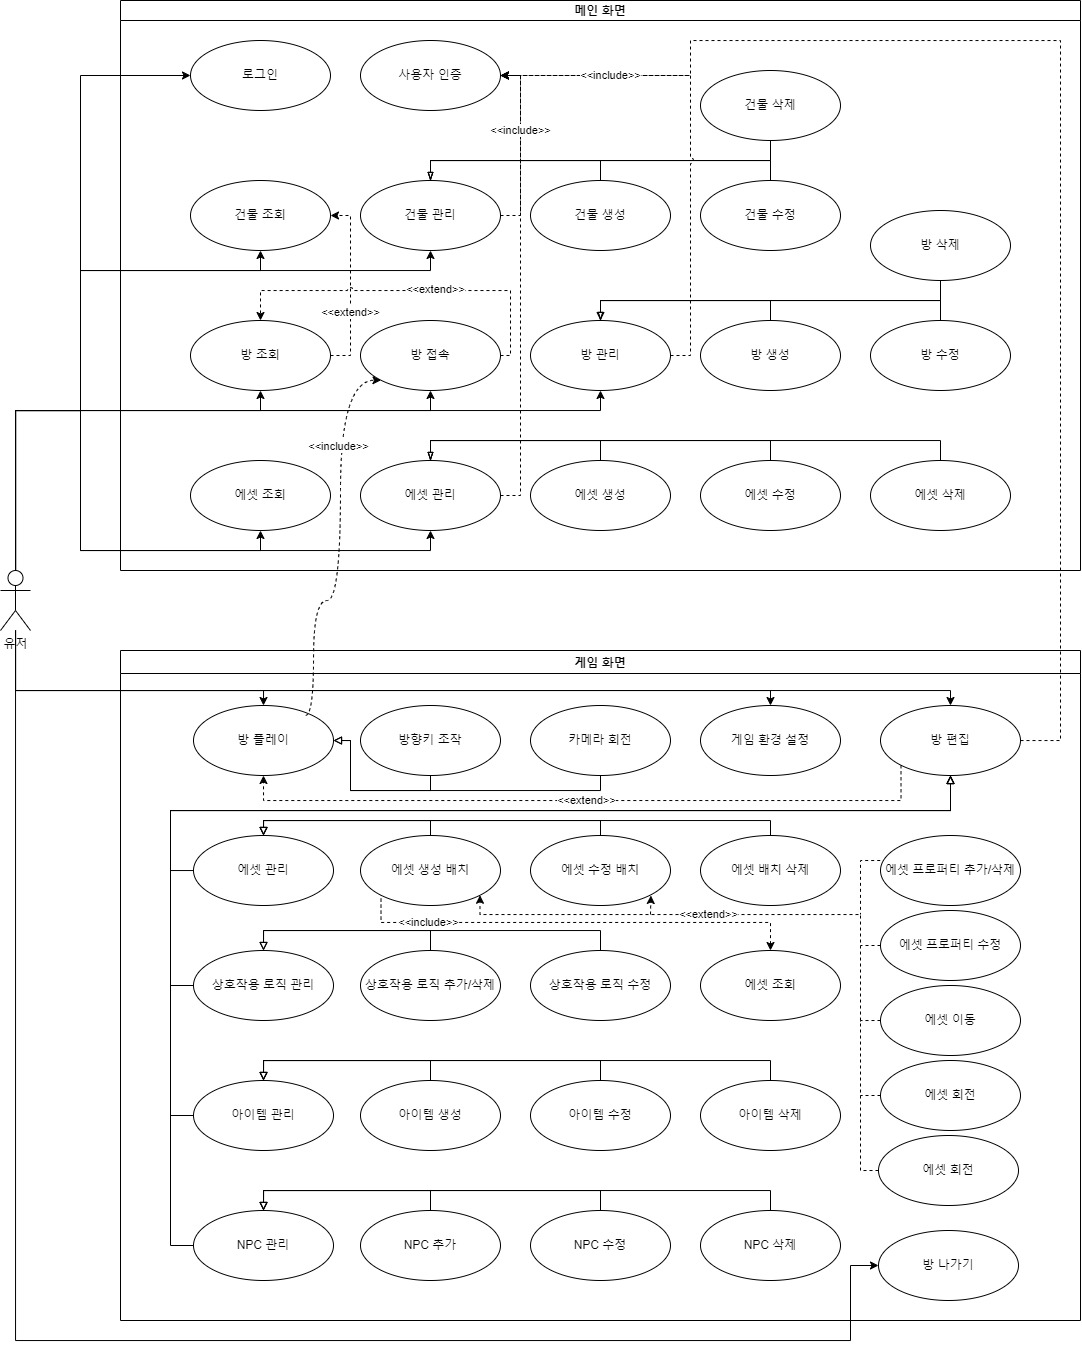 메인 화면
로그인
사용자 인증
<<include>>
건물 삭제
<<include>>
건물 조회
건물 관리
건물 생성
건물 수정
방 삭제
<<extend>>
<<extend>>
방 조회
방 접속
방 관리
방 생성
방 수정
<<include>>
에셋 조회
에셋 관리
에셋 생성
에셋 수정
에셋 삭제
유저
게임 화면
방 플레이
방향키 조작
카메라 회전
게임 환경 설정
방 편집
<<extend>>
에셋 관리
에셋 생성 배치
에셋 수정 배치
에셋 배치 삭제
에셋 프로퍼티 추가/삭제
<<include>>
<<extend>>
에셋 프로퍼티 수정
상호작용 로직 관리
상호작용 로직 추가/삭제
상호작용 로직 수정
에셋 조회
에셋 이동
에셋 회전
아이템 관리
아이템 생성
아이템 수정
아이템 삭제
에셋 회전
NPC 관리
NPC 추가
NPC 수정
NPC 삭제
방 나가기